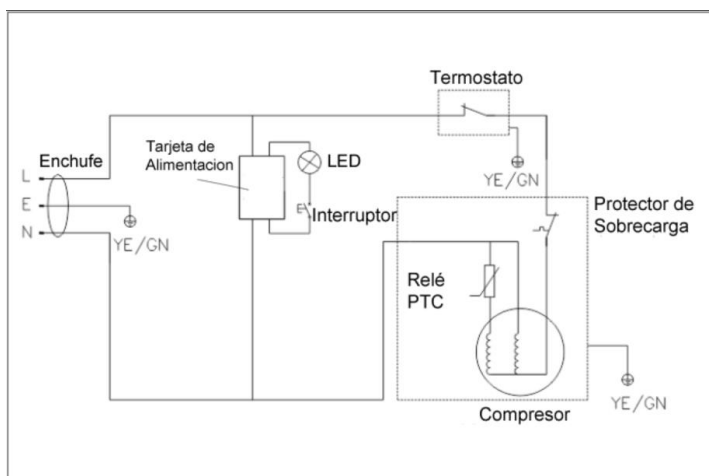 Termostato
Enchufe
Tarjeta de
Alimentacion
LED
Interruptor
L
E
N
YE/GN
YE/GN
Protector de
Sobrecarga
Relé
PTC
Compresor
YE/GN